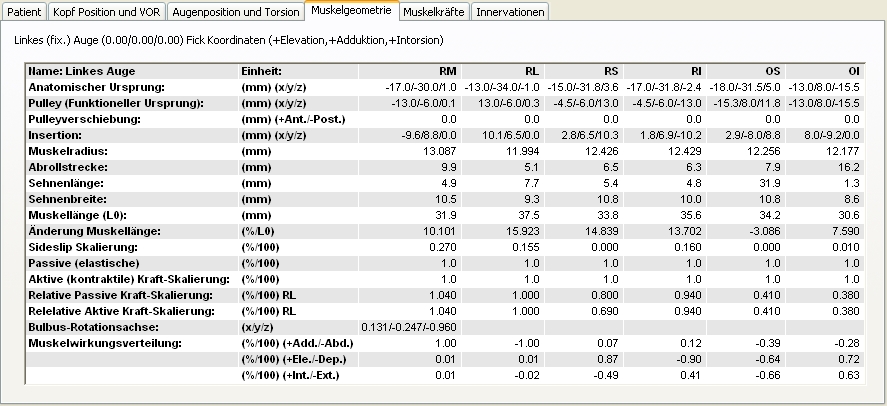 Patient Kopf Position und VOR Augenposition und Torsion Muskelgeometrie Muskelkräfte Innervationen
Linkes (fix.) Auge (0.00/0.00/0.00) Fick Koordinaten (+Elevation,+Adduktion,+Intorsion)
Name: Linkes Auge Einheit: RM RL RS RI OS OI
Anatomischer Ursprung: (mm) (x/y/z) -17.0/-30.0/1.0 -13.0/-34.0/-1.0 -15.0/-31.8/3.6 -17.0/-31.8/-2.4 -18.0/-31.5/5.0 -13.0/8.0/-15.5
Pulley (Funktioneller Ursprung): (mm) (x/y/z) -13.0/-6.0/0.1 13.0/-6.0/0.3 -4.5/-6.0/13.0 -4.5/-6.0/-13.0 -15.3/8.0/11.8 -13.0/8.0/-15.5
Pulleyverschiebung: (mm) (+Ant./-Post.) 0.0 0.0 0.0 0.0 0.0 0.0
Insertion: (mm) (x/y/z) -9.6/8.8/0.0 10.1/6.5/0.0 2.8/6.5/10.3 1.8/6.9/-10.2 2.9/-8.0/8.8 8.0/-9.2/0.0
Muskelradius: (mm) 13.087 11.994 12.426 12.429 12.256 12.177
Abrollstrecke: (mm) 9.9 5.1 6.5 6.3 7.9 16.2
Sehnenlänge: (mm) 4.9 7.7 5.4 4.8 31.9 1.3
Sehnenbreite: (mm) 10.5 9.3 10.8 10.0 10.8 8.6
Muskellänge (L0): (mm) 31.9 37.5 33.8 35.6 34.2 30.6
Änderung Muskellänge: (%/L0) 10.101 15.923 14.839 13.702 -3.086 7.590
Sideslip Skalierung: (%/100) 0.270 0.155 0.000 0.160 0.000 0.010
Passive (elastische) (%/100) 1.0 1.0 1.0 1.0 1.0 1.0
Aktive (kontraktile) Kraft-Skalierung: (%/100) 1.0 1.0 1.0 1.0 1.0 1.0
Relative Passive Kraft-Skalierung: (%/100) RL 1.040 1.000 0.800 0.940 0.410 0.380
Relelative Aktive Kraft-Skalierung: (%/100) RL 1.040 1.000 0.690 0.940 0.410 0.380
Bulbus-Rotationsachse: (x/y/z) 0.131/-0.247/-0.960
Muskelwirkungsverteilung: (%/100) (+Add./-Abd.) 1.00 -1.00 0.07 0.12 -0.39 -0.28
(%/100) (+Ele./-Dep.) 0.01 0.01 0.87 -0.90 -0.64 0.72
(%/100) (+Int./-Ext.) 0.01 -0.02 -0.49 0.41 -0.66 0.63